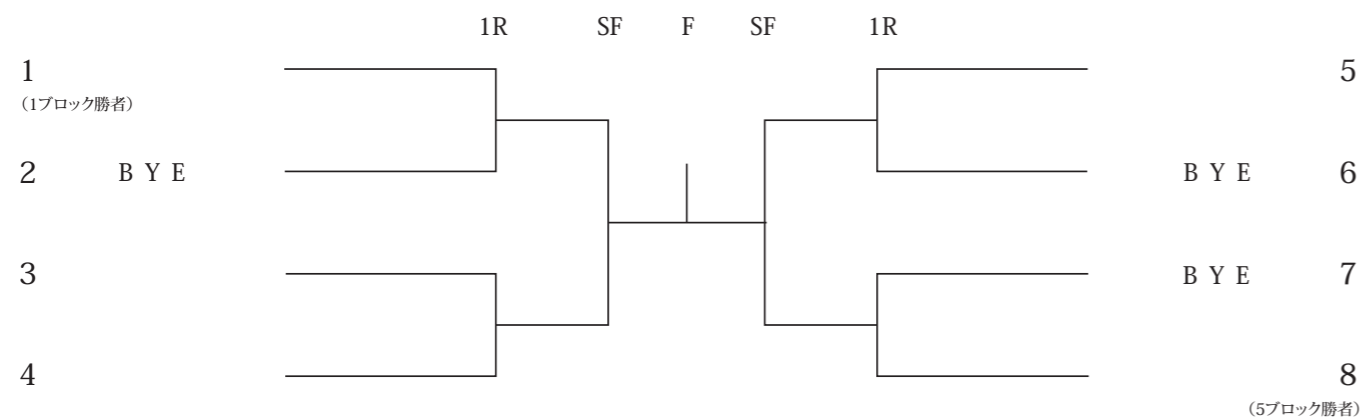 1R SF F SF 1R
1 5
（1ブロック勝者）
2 BYE BYE 6
3 BYE 7
4 8
（5ブロック勝者）